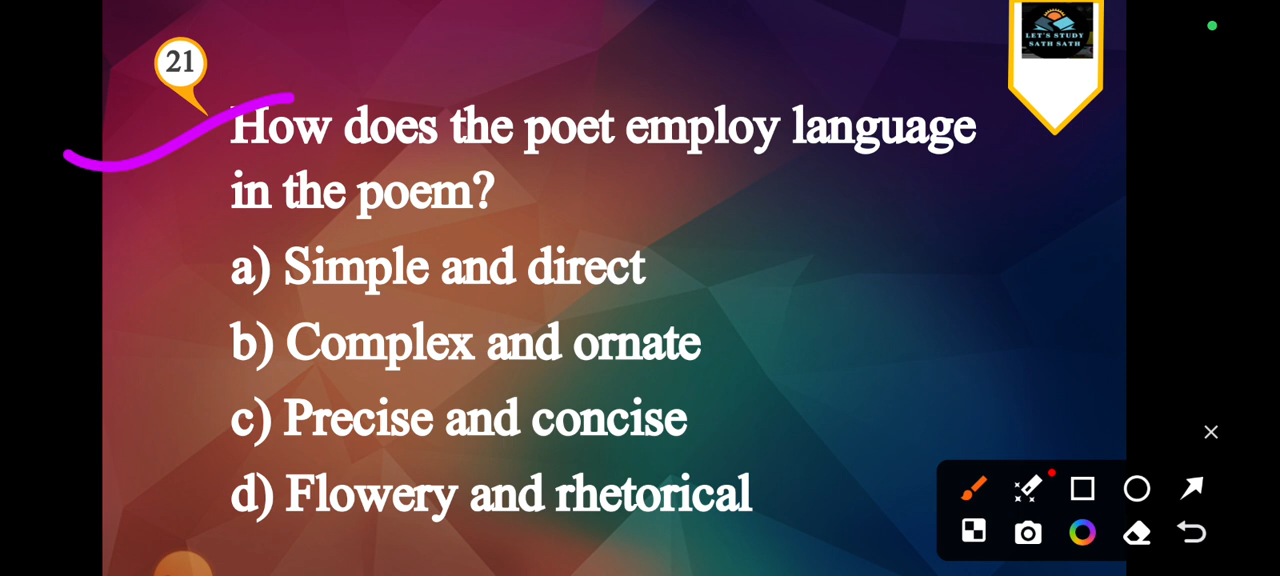 21
LET'S STUDY
SATH SATH
How does the poet employ language
in the poem?
a) Simple and direct
b) Complex and ornate
c) Precise and concise
d) Flowery and rhetorical